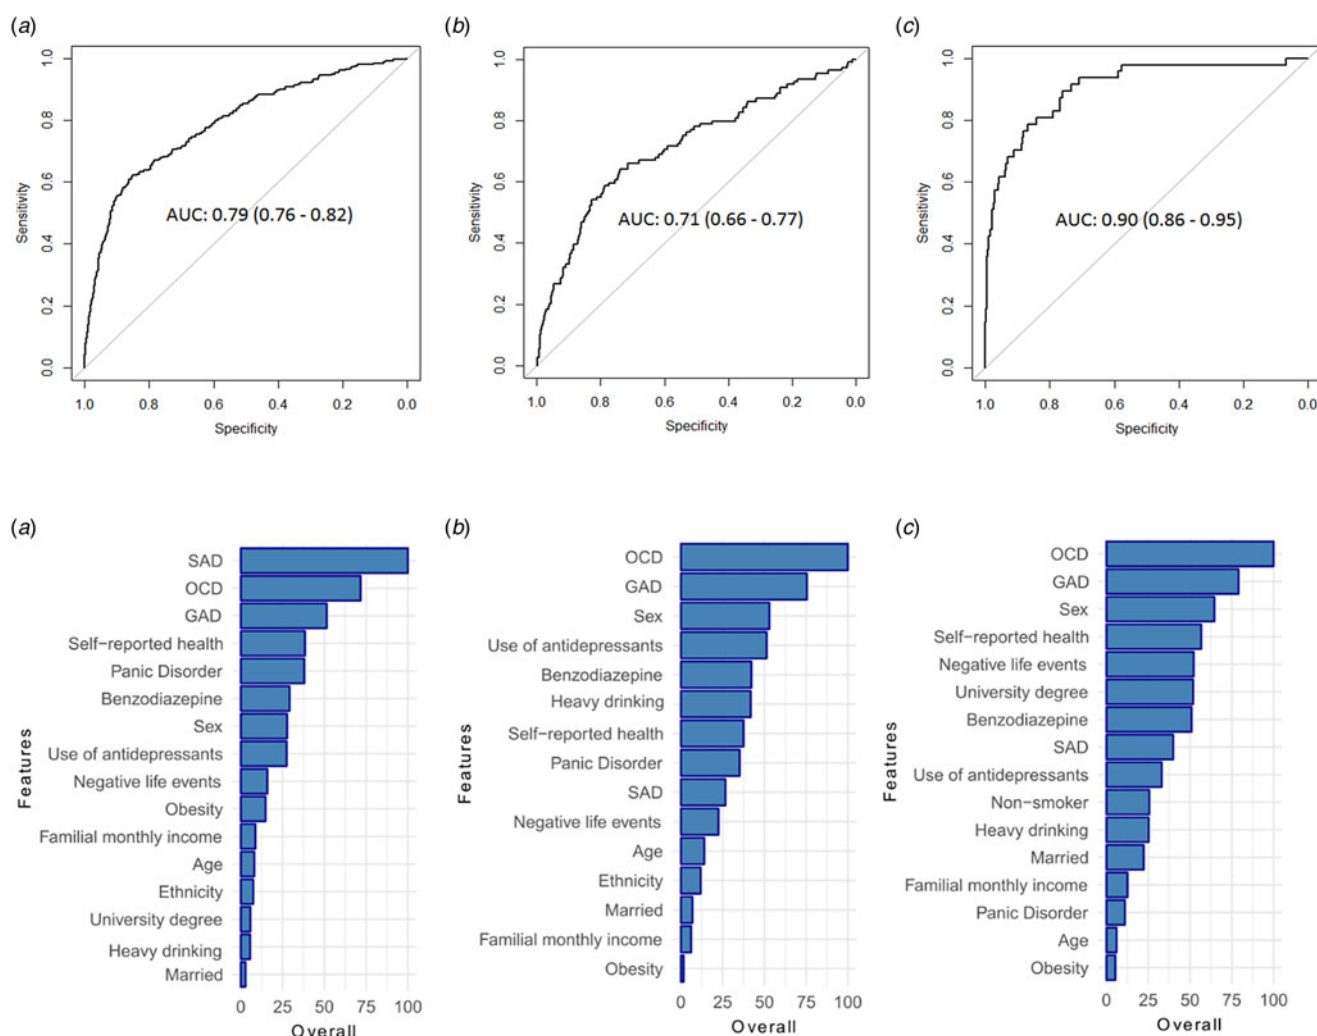 (a)
1.0
0.8
0.6
0.4
0.2
0.0
Sensitivity
AUC: 0.79 (0.76 - 0.82)
1.0 0.8 0.6 0.4 0.2 0.0
Specificity
(b)
1.0
0.8
0.6
0.4
0.2
0.0
Sensitivity
AUC: 0.71 (0.66 - 0.77)
1.0 0.8 0.6 0.4 0.2 0.0
Specificity
(c)
1.0
0.8
0.6
0.4
0.2
0.0
Sensitivity
AUC: 0.90 (0.86 - 0.95)
1.0 0.8 0.6 0.4 0.2 0.0
Specificity
(a)
Features
SAD
OCD
GAD
Self-reported health
Panic Disorder
Benzodiazepine
Sex
Use of antidepressants
Negative life events
Obesity
Familial monthly income
Age
Ethnicity
University degree
Heavy drinking
Married
0 25 50 75 100
Overall
(b)
Features
OCD
GAD
Sex
Use of antidepressants
Benzodiazepine
Heavy drinking
Self-reported health
Panic Disorder
SAD
Negative life events
Age
Ethnicity
Married
Familial monthly income
Obesity
0 25 50 75 100
Overall
(c)
Features
OCD
GAD
Sex
Self-reported health
Negative life events
University degree
Benzodiazepine
SAD
Use of antidepressants
Non-smoker
Heavy drinking
Married
Familial monthly income
Panic Disorder
Age
Obesity
0 25 50 75 100
Overall